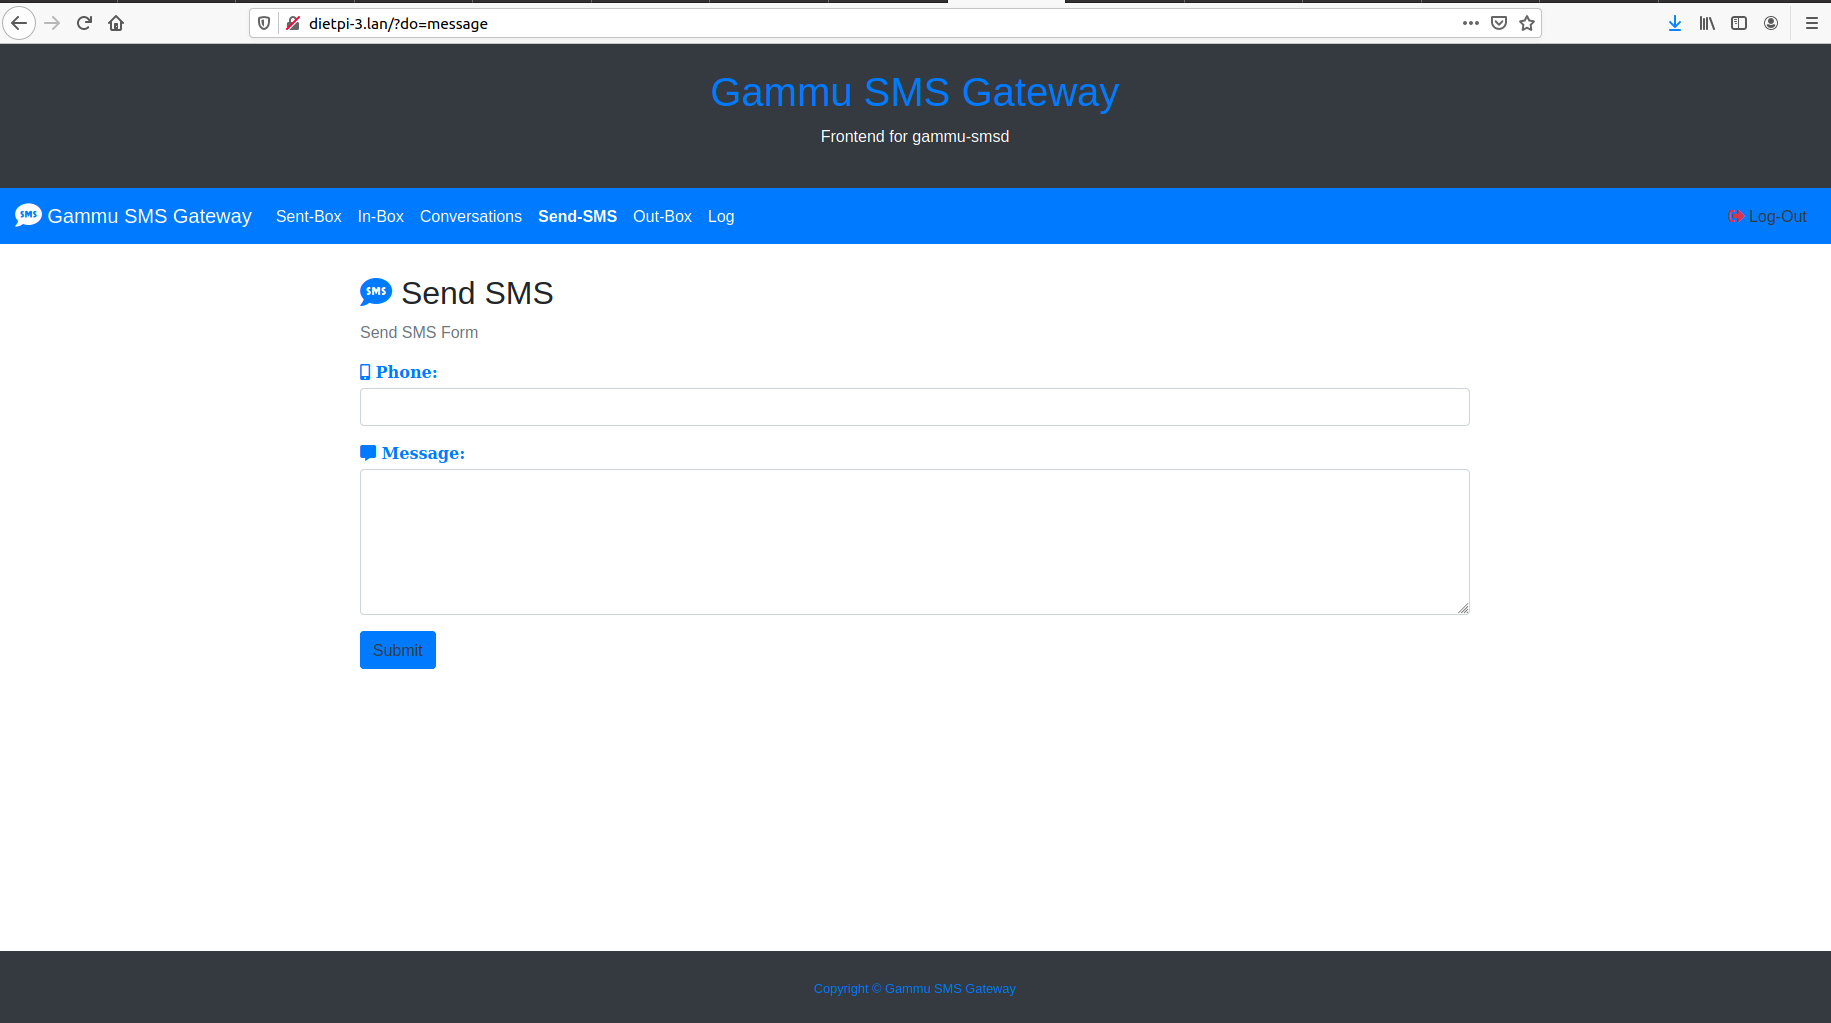 dietpi-3.lan/?do=message
Gammu SMS Gateway
Frontend for gammu-smsd
SMS Gammu SMS Gateway Sent-Box In-Box Conversations Send-SMS Out-Box Log Log-Out
SMS Send SMS
Send SMS Form
Phone:
Message:
Submit
Copyright © Gammu SMS Gateway